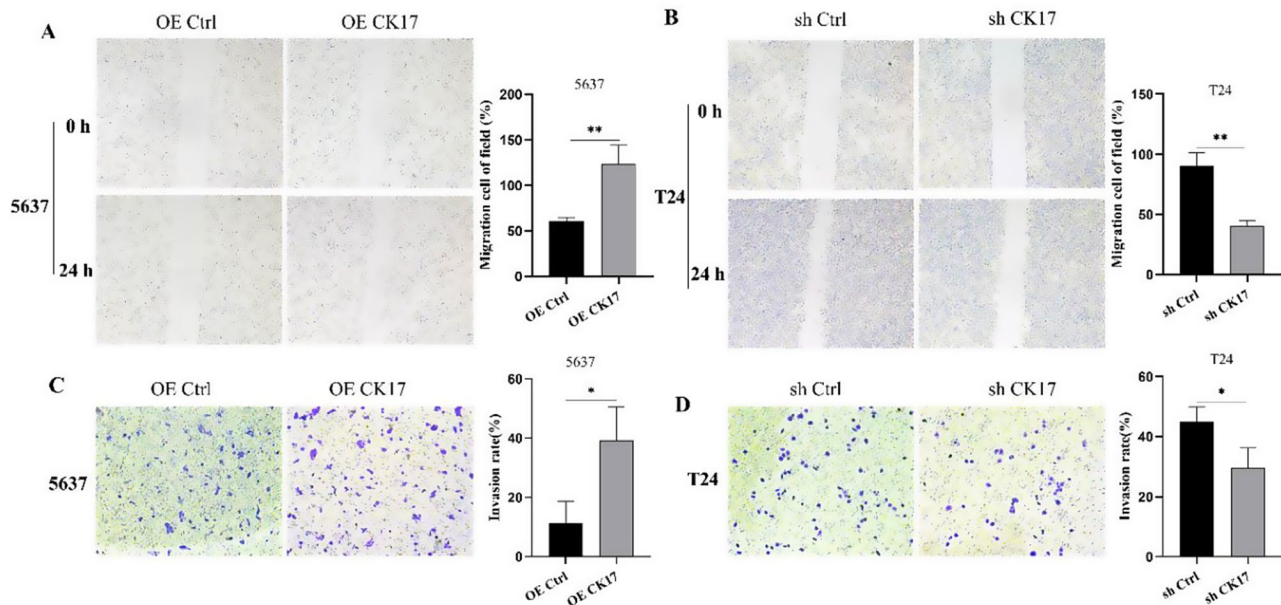 A
OE Ctrl
OE CK17
0 h
5637
24 h
5637
Migration cell of field (%)
200
150
100
50
0
**
OE Ctrl
OE CK17
B
sh Ctrl
sh CK17
0 h
T24
24 h
T24
Migration cell of field (%)
150
100
50
0
**
sh Ctrl
sh CK17
C
OE Ctrl
OE CK17
5637
5637
Invasion rate(%)
60
40
20
0
*
OE Ctrl
OE CK17
D
sh Ctrl
sh CK17
T24
T24
Invasion rate(%)
60
40
20
0
*
sh Ctrl
sh CK17